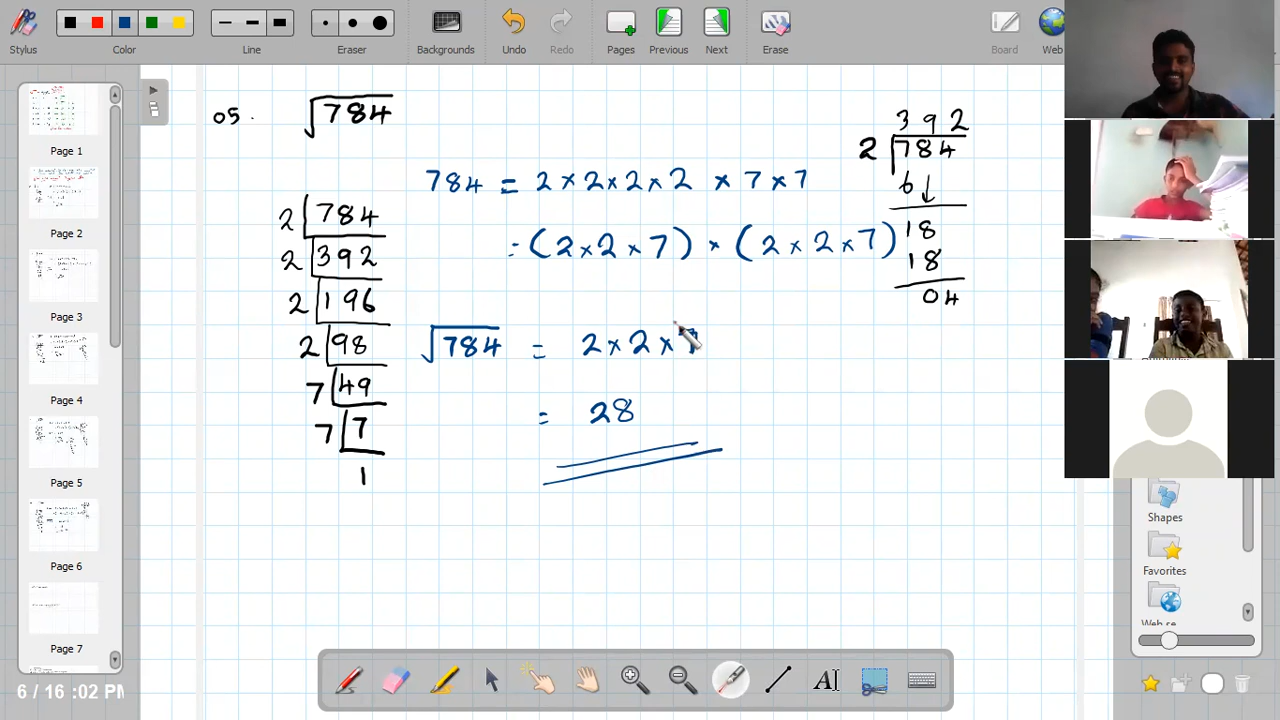 Stylus Color Line Eraser Backgrounds Undo Redo Pages Previous Next Erase Board Web
Page 1
Page 2
Page 3
Page 4
Page 5
Page 6
Page 7
6 / 16 :02 PM
05. √784
784 = 2 × 2 × 2 × 2 × 7 × 7
= (2 × 2 × 7) × (2 × 2 × 7)
√784 = 2 × 2 × 7
= 28
2 784
2 392
2 196
2 98
7 49
7 7
1
392
2 784
6 ↓
18
18
04
Shapes
Favorites
Web se